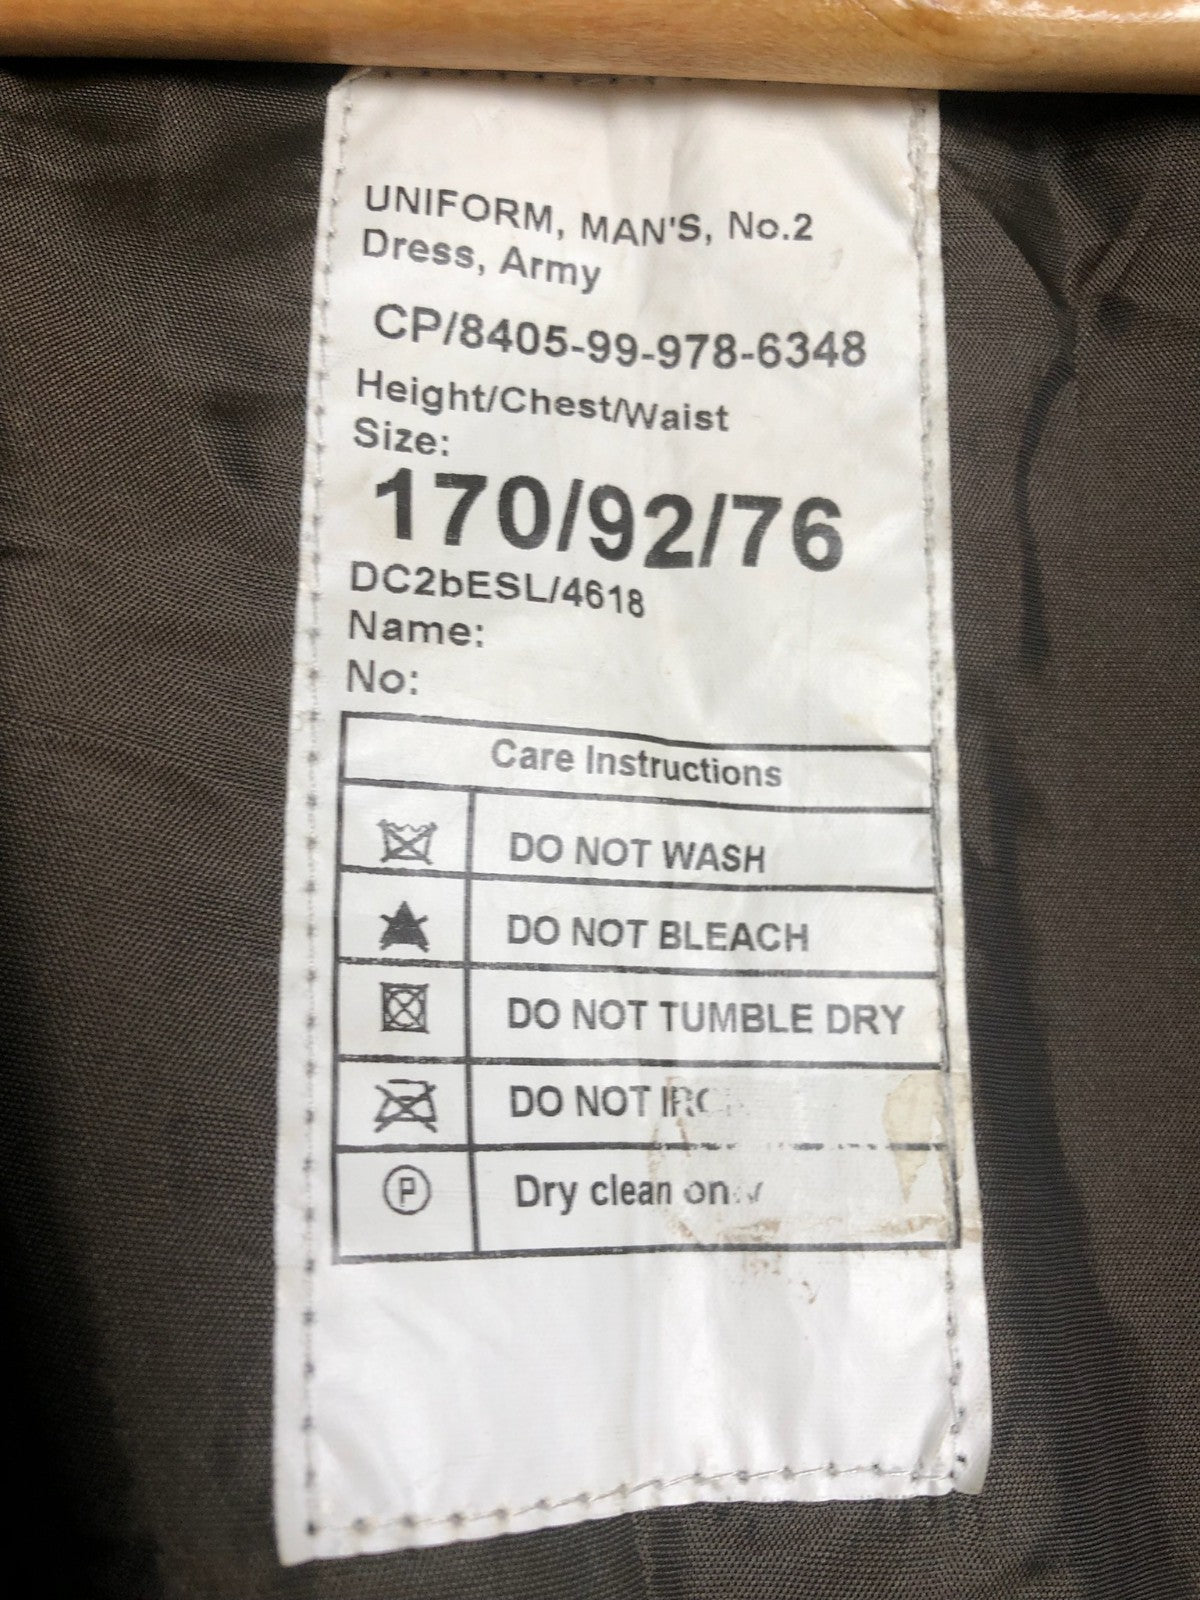 UNIFORM, MAN'S, No.2
Dress, Army
CP/8405-99-978-6348
Height/Chest/Waist
Size:
170/92/76
DC2bESL/4618
Name:
No:
Care Instructions
DO NOT WASH
DO NOT BLEACH
DO NOT TUMBLE DRY
DO NOT
P
Dry clean